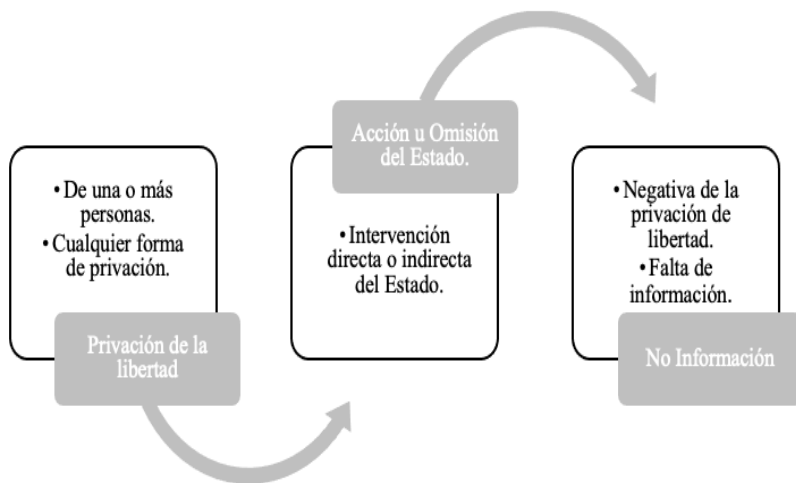 • De una o más
personas.
• Cualquier forma
de privación.
Privación de la
libertad
Acción u Omisión
del Estado.
• Intervención
directa o indirecta
del Estado.
• Negativa de la
privación de
libertad.
• Falta de
información.
No Información